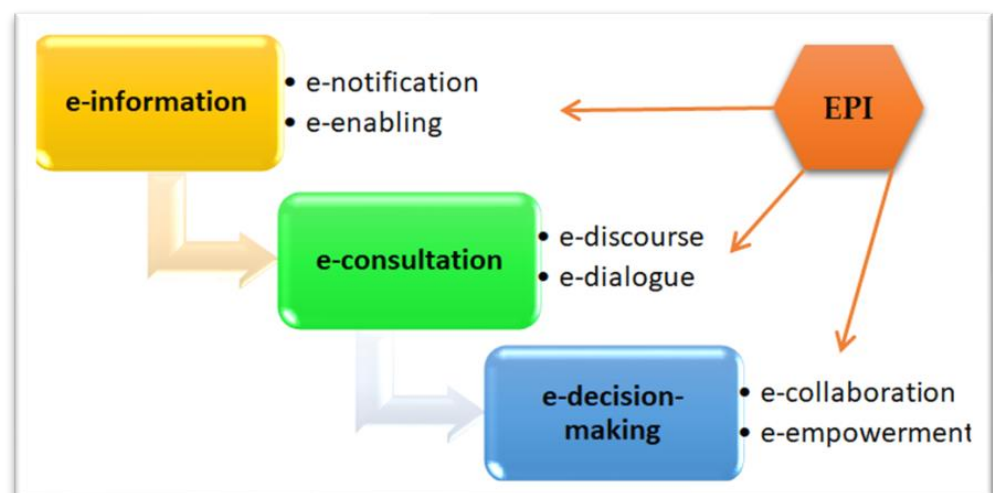 e-information
• e-notification
• e-enabling
EPI
e-consultation
• e-discourse
• e-dialogue
e-decision-
making
• e-collaboration
• e-empowerment